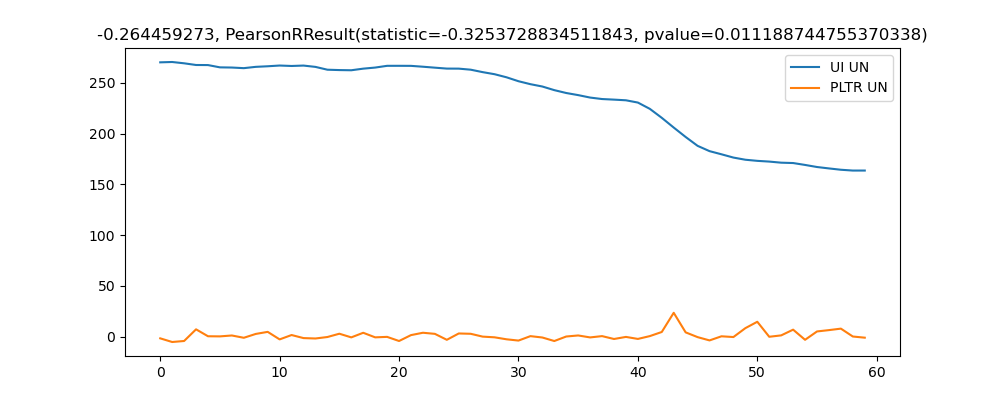 -0.264459273, PearsonRResult(statistic=-0.3253728834511843, pvalue=0.011188744755370338)
UI UN
PLTR UN
250
200
150
100
50
0
0 10 20 30 40 50 60